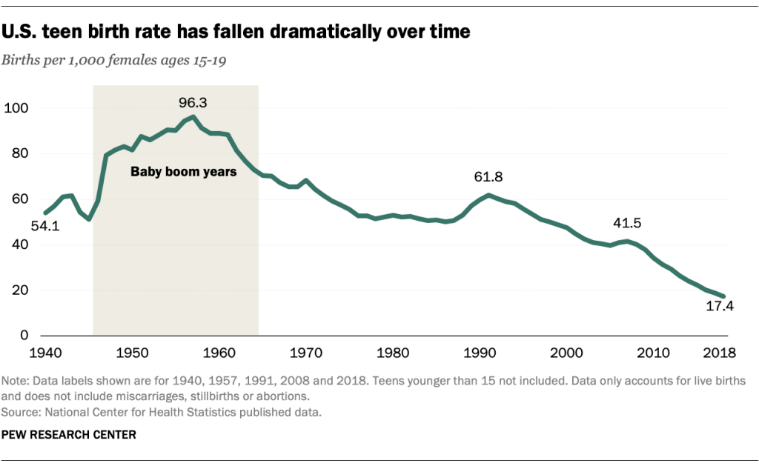 U.S. teen birth rate has fallen dramatically over time
Births per 1,000 females ages 15-19
100
80
60
40
20
0
96.3
Baby boom years
54.1
61.8
41.5
17.4
1940
1950
1960
1970
1980
1990
2000
2010
2018
Note: Data labels shown are for 1940, 1957, 1991, 2008 and 2018. Teens younger than 15 not included. Data only accounts for live births
and does not include miscarriages, stillbirths or abortions.
Source: National Center for Health Statistics published data.
PEW RESEARCH CENTER